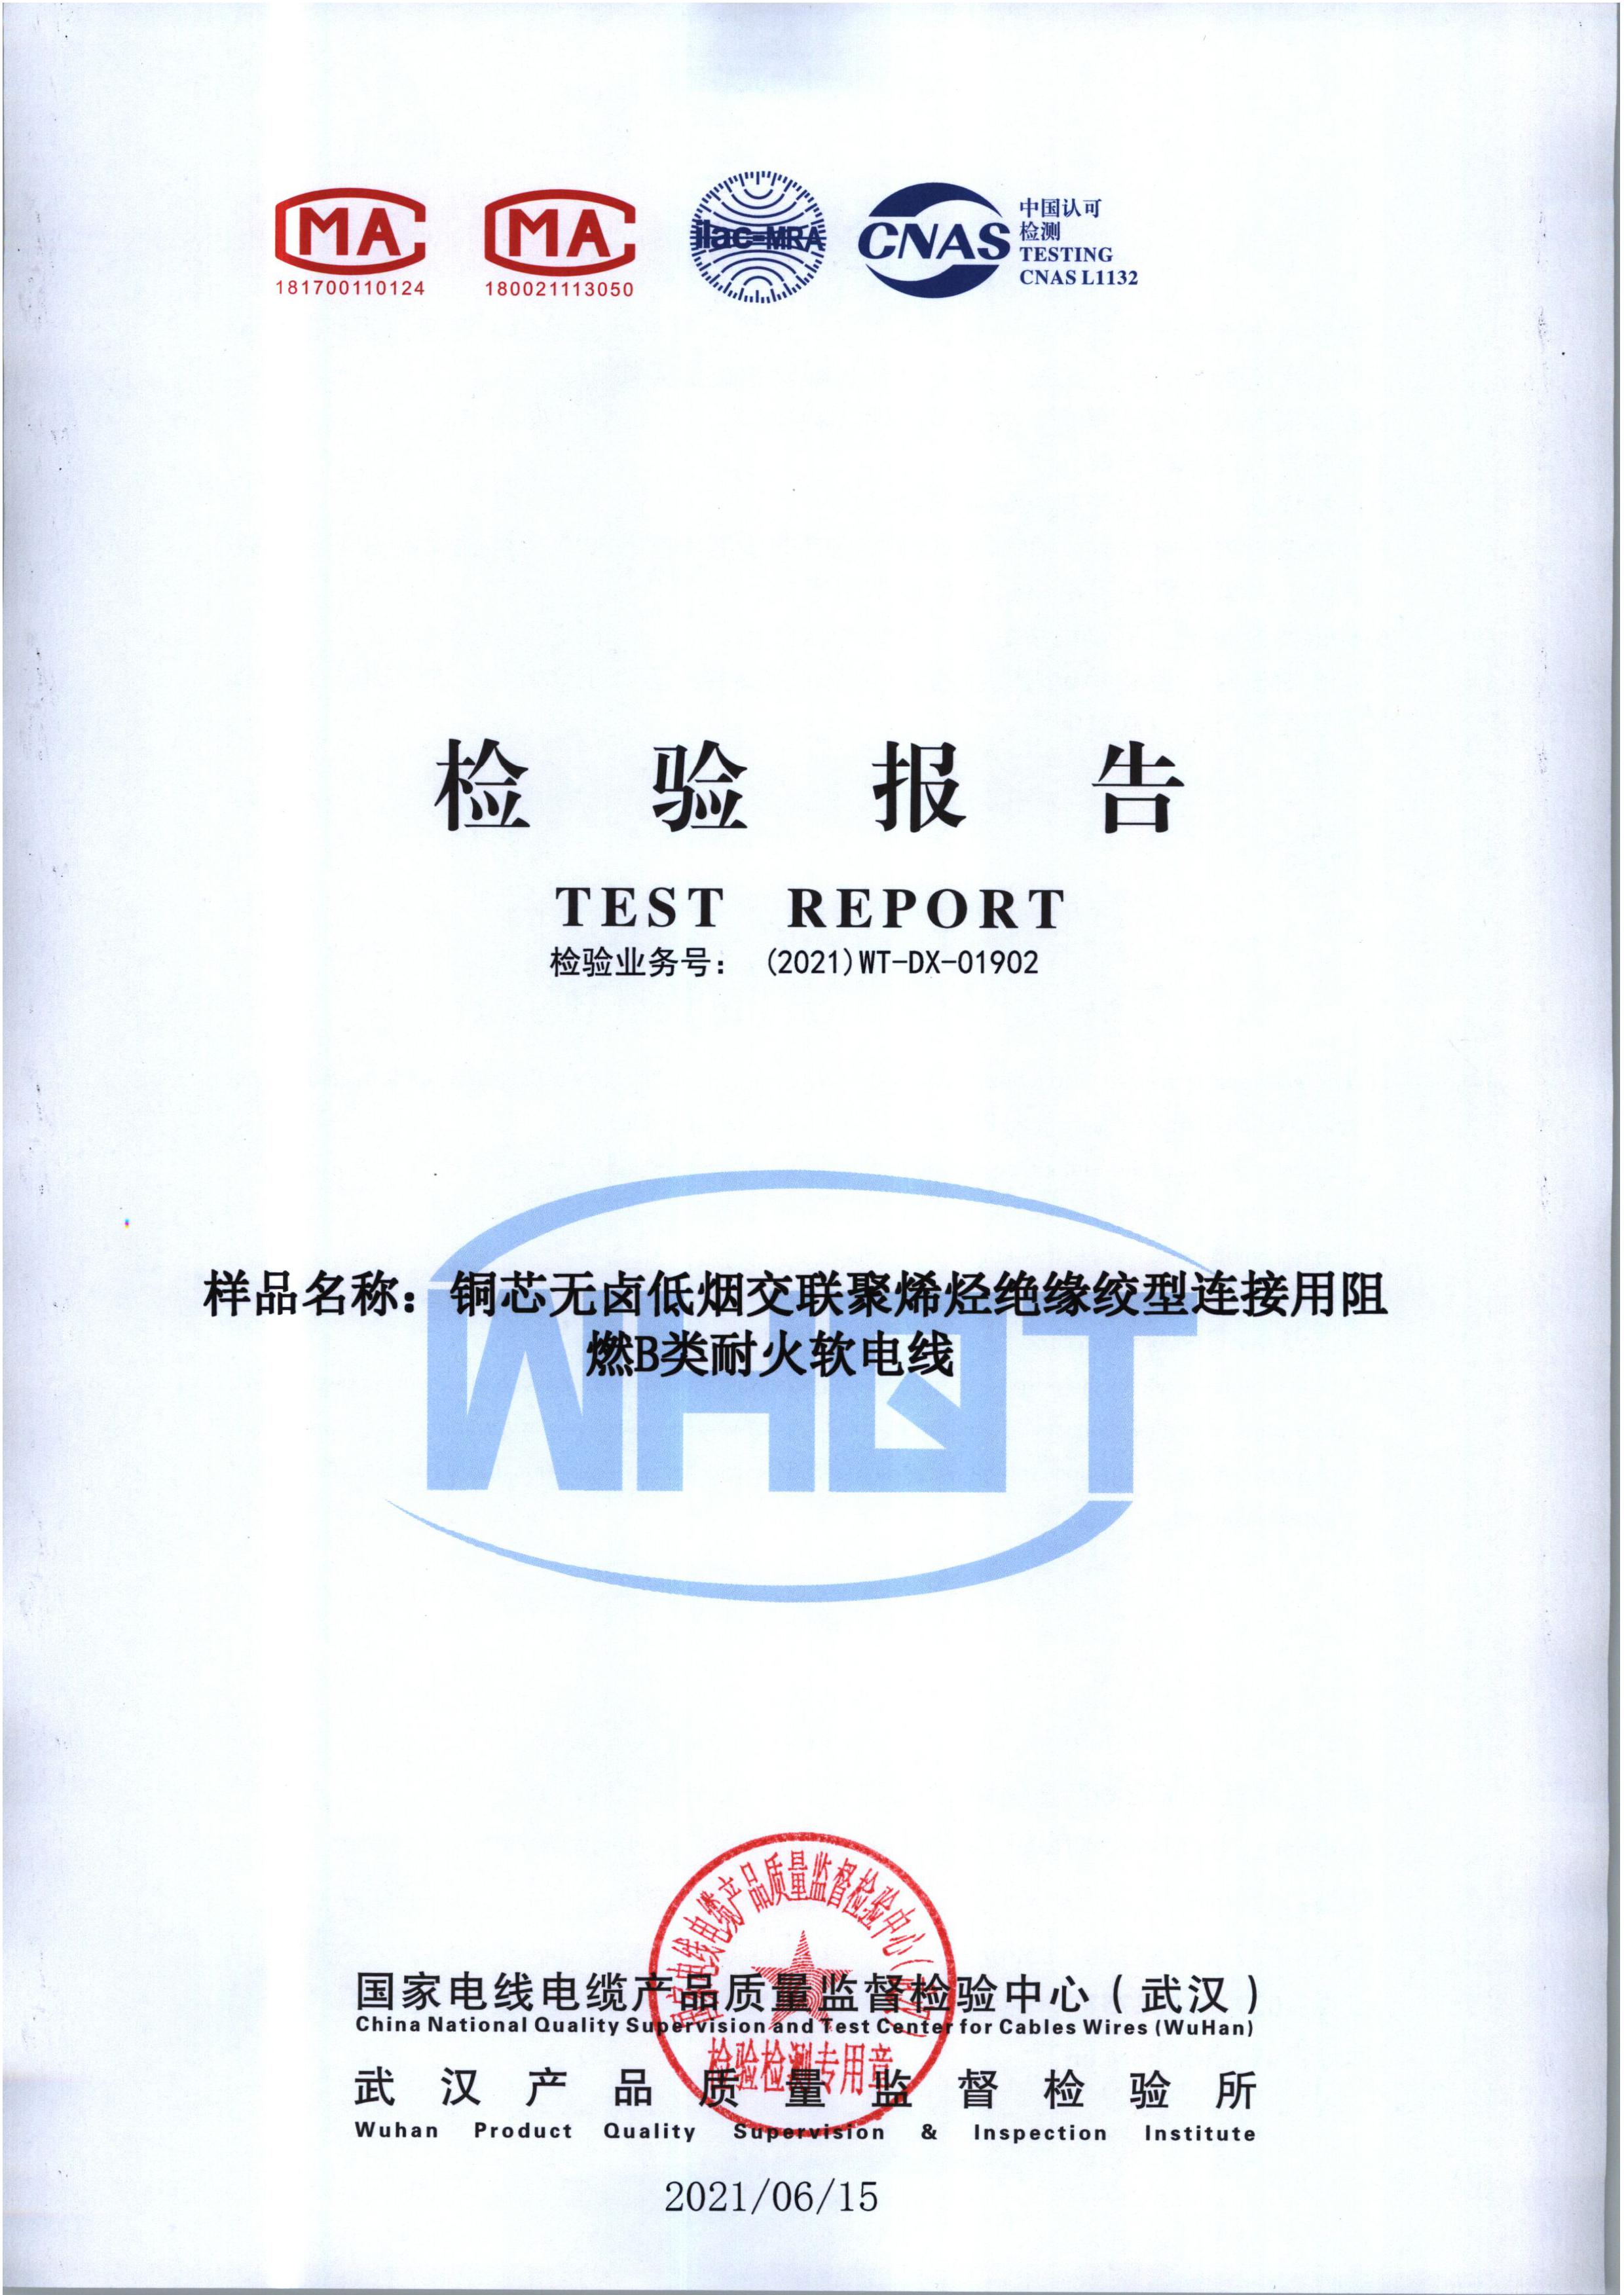 MA
181700110124
MA
180021113050
ilac-MRA
CNAS
中国认可
检测
TESTING
CNAS L1132
检验报告
TEST REPORT
检验业务号： (2021)WT-DX-01902
样品名称：铜芯无卤低烟交联聚烯烃绝缘绞型连接用阻
燃B类耐火软电线
WHQT
国家电线电缆产品质量监督检验中心（武汉）
检验检测专用章
国家电线电缆产品质量监督检验中心（武汉）
China National Quality Supervision and Test Center for Cables Wires (WuHan)
武汉产品质量监督检验所
Wuhan Product Quality Supervision & Inspection Institute
2021/06/15